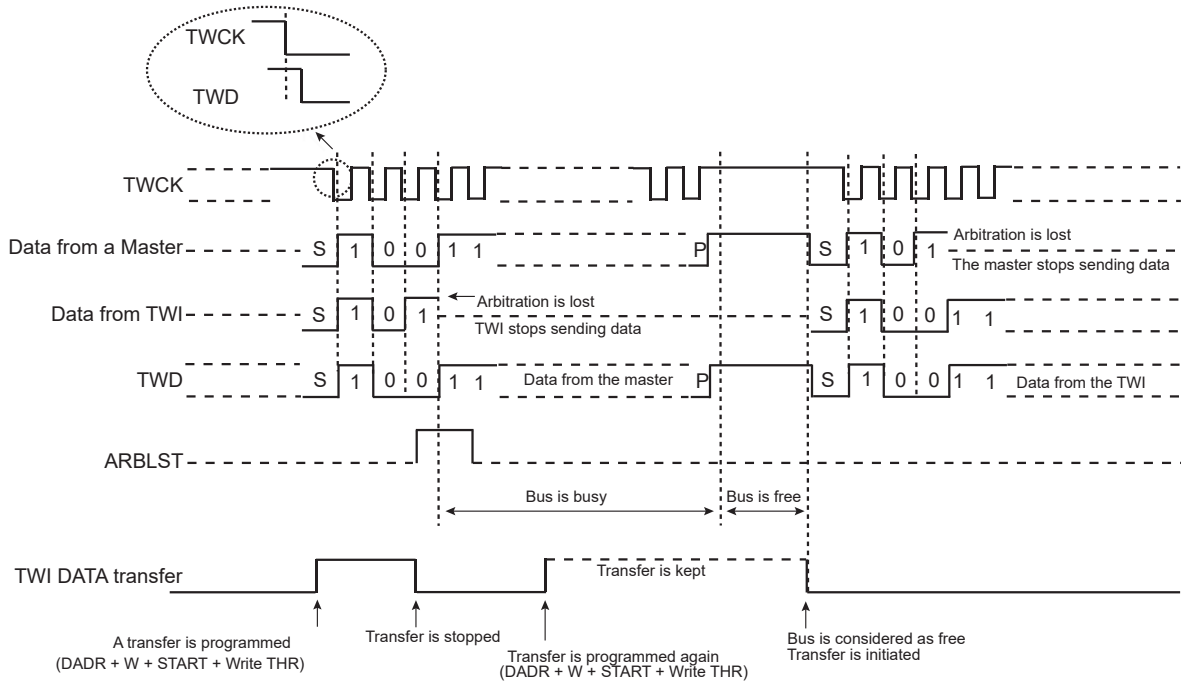 TWCK
TWD
TWCK
Data from a Master S 1 0 0 1 1 P S 1 0 1 Arbitration is lost
The master stops sending data
Data from TWI S 1 0 1 Arbitration is lost S 1 0 0 1 1
TWI stops sending data
TWD S 1 0 0 1 1 Data from the master P S 1 0 0 1 1 Data from the TWI
ARBLST
Bus is busy Bus is free
TWI DATA transfer Transfer is kept
A transfer is programmed
(DADR + W + START + Write THR)
Transfer is stopped
Transfer is programmed again
(DADR + W + START + Write THR)
Bus is considered as free
Transfer is initiated